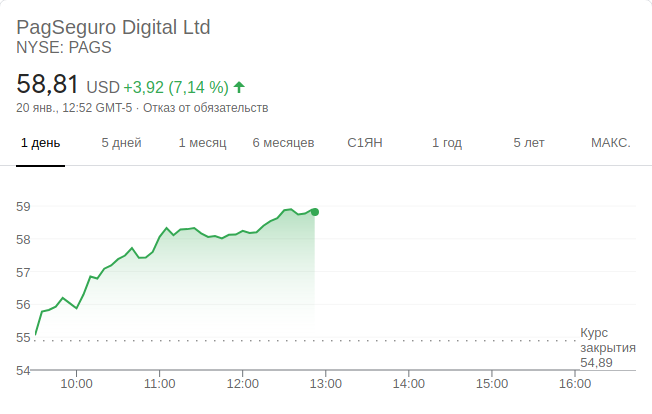 PagSeguro Digital Ltd
NYSE: PAGS
58,81 USD +3,92 (7,14 %)
20 янв., 12:52 GMT-5 · Отказ от обязательств
1 день 5 дней 1 месяц 6 месяцев С1ЯН 1 год 5 лет МАКС.
59
58
57
56
55
54
Курс
закрытия
54,89
10:00 11:00 12:00 13:00 14:00 15:00 16:00